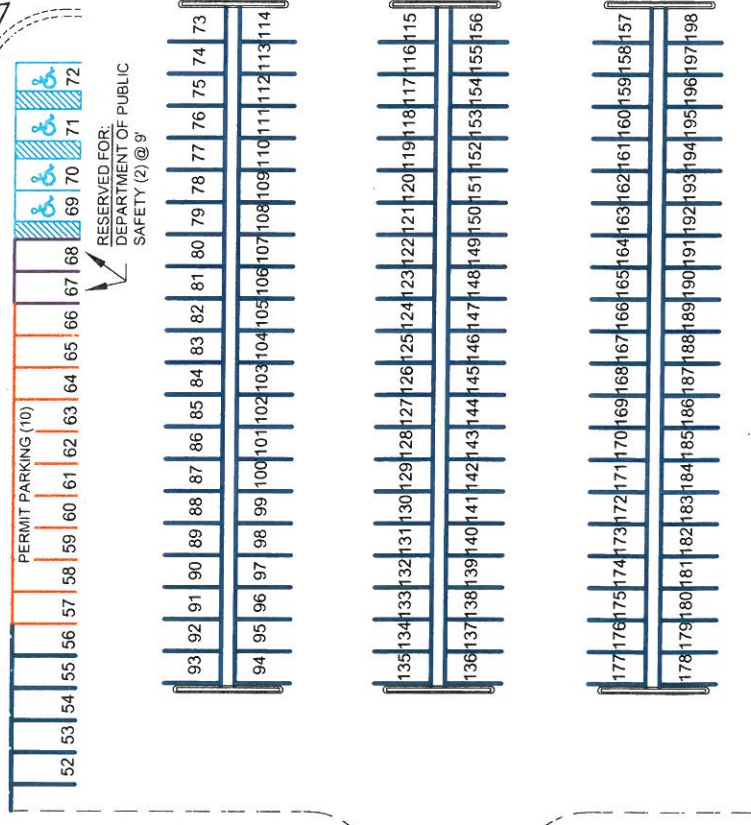 PERMIT PARKING (10)
52 53 54 55 56 57 58 59 60 61 62 63 64 65 66 67 68 69 70 71 72
RESERVED FOR:
DEPARTMENT OF PUBLIC
SAFETY (2) @ 9'
93 92 91 90 89 88 87 86 85 84 83 82 81 80 79 78 77 76 75 74 73
94 95 96 97 98 99 100 101 102 103 104 105 106 107 108 109 110 111 112 113 114
135 134 133 132 131 130 129 128 127 126 125 124 123 122 121 120 119 118 117 116 115
136 137 138 139 140 141 142 143 144 145 146 147 148 149 150 151 152 153 154 155 156
177 176 175 174 173 172 171 170 169 168 167 166 165 164 163 162 161 160 159 158 157
178 179 180 181 182 183 184 185 186 187 188 189 190 191 192 193 194 195 196 197 198